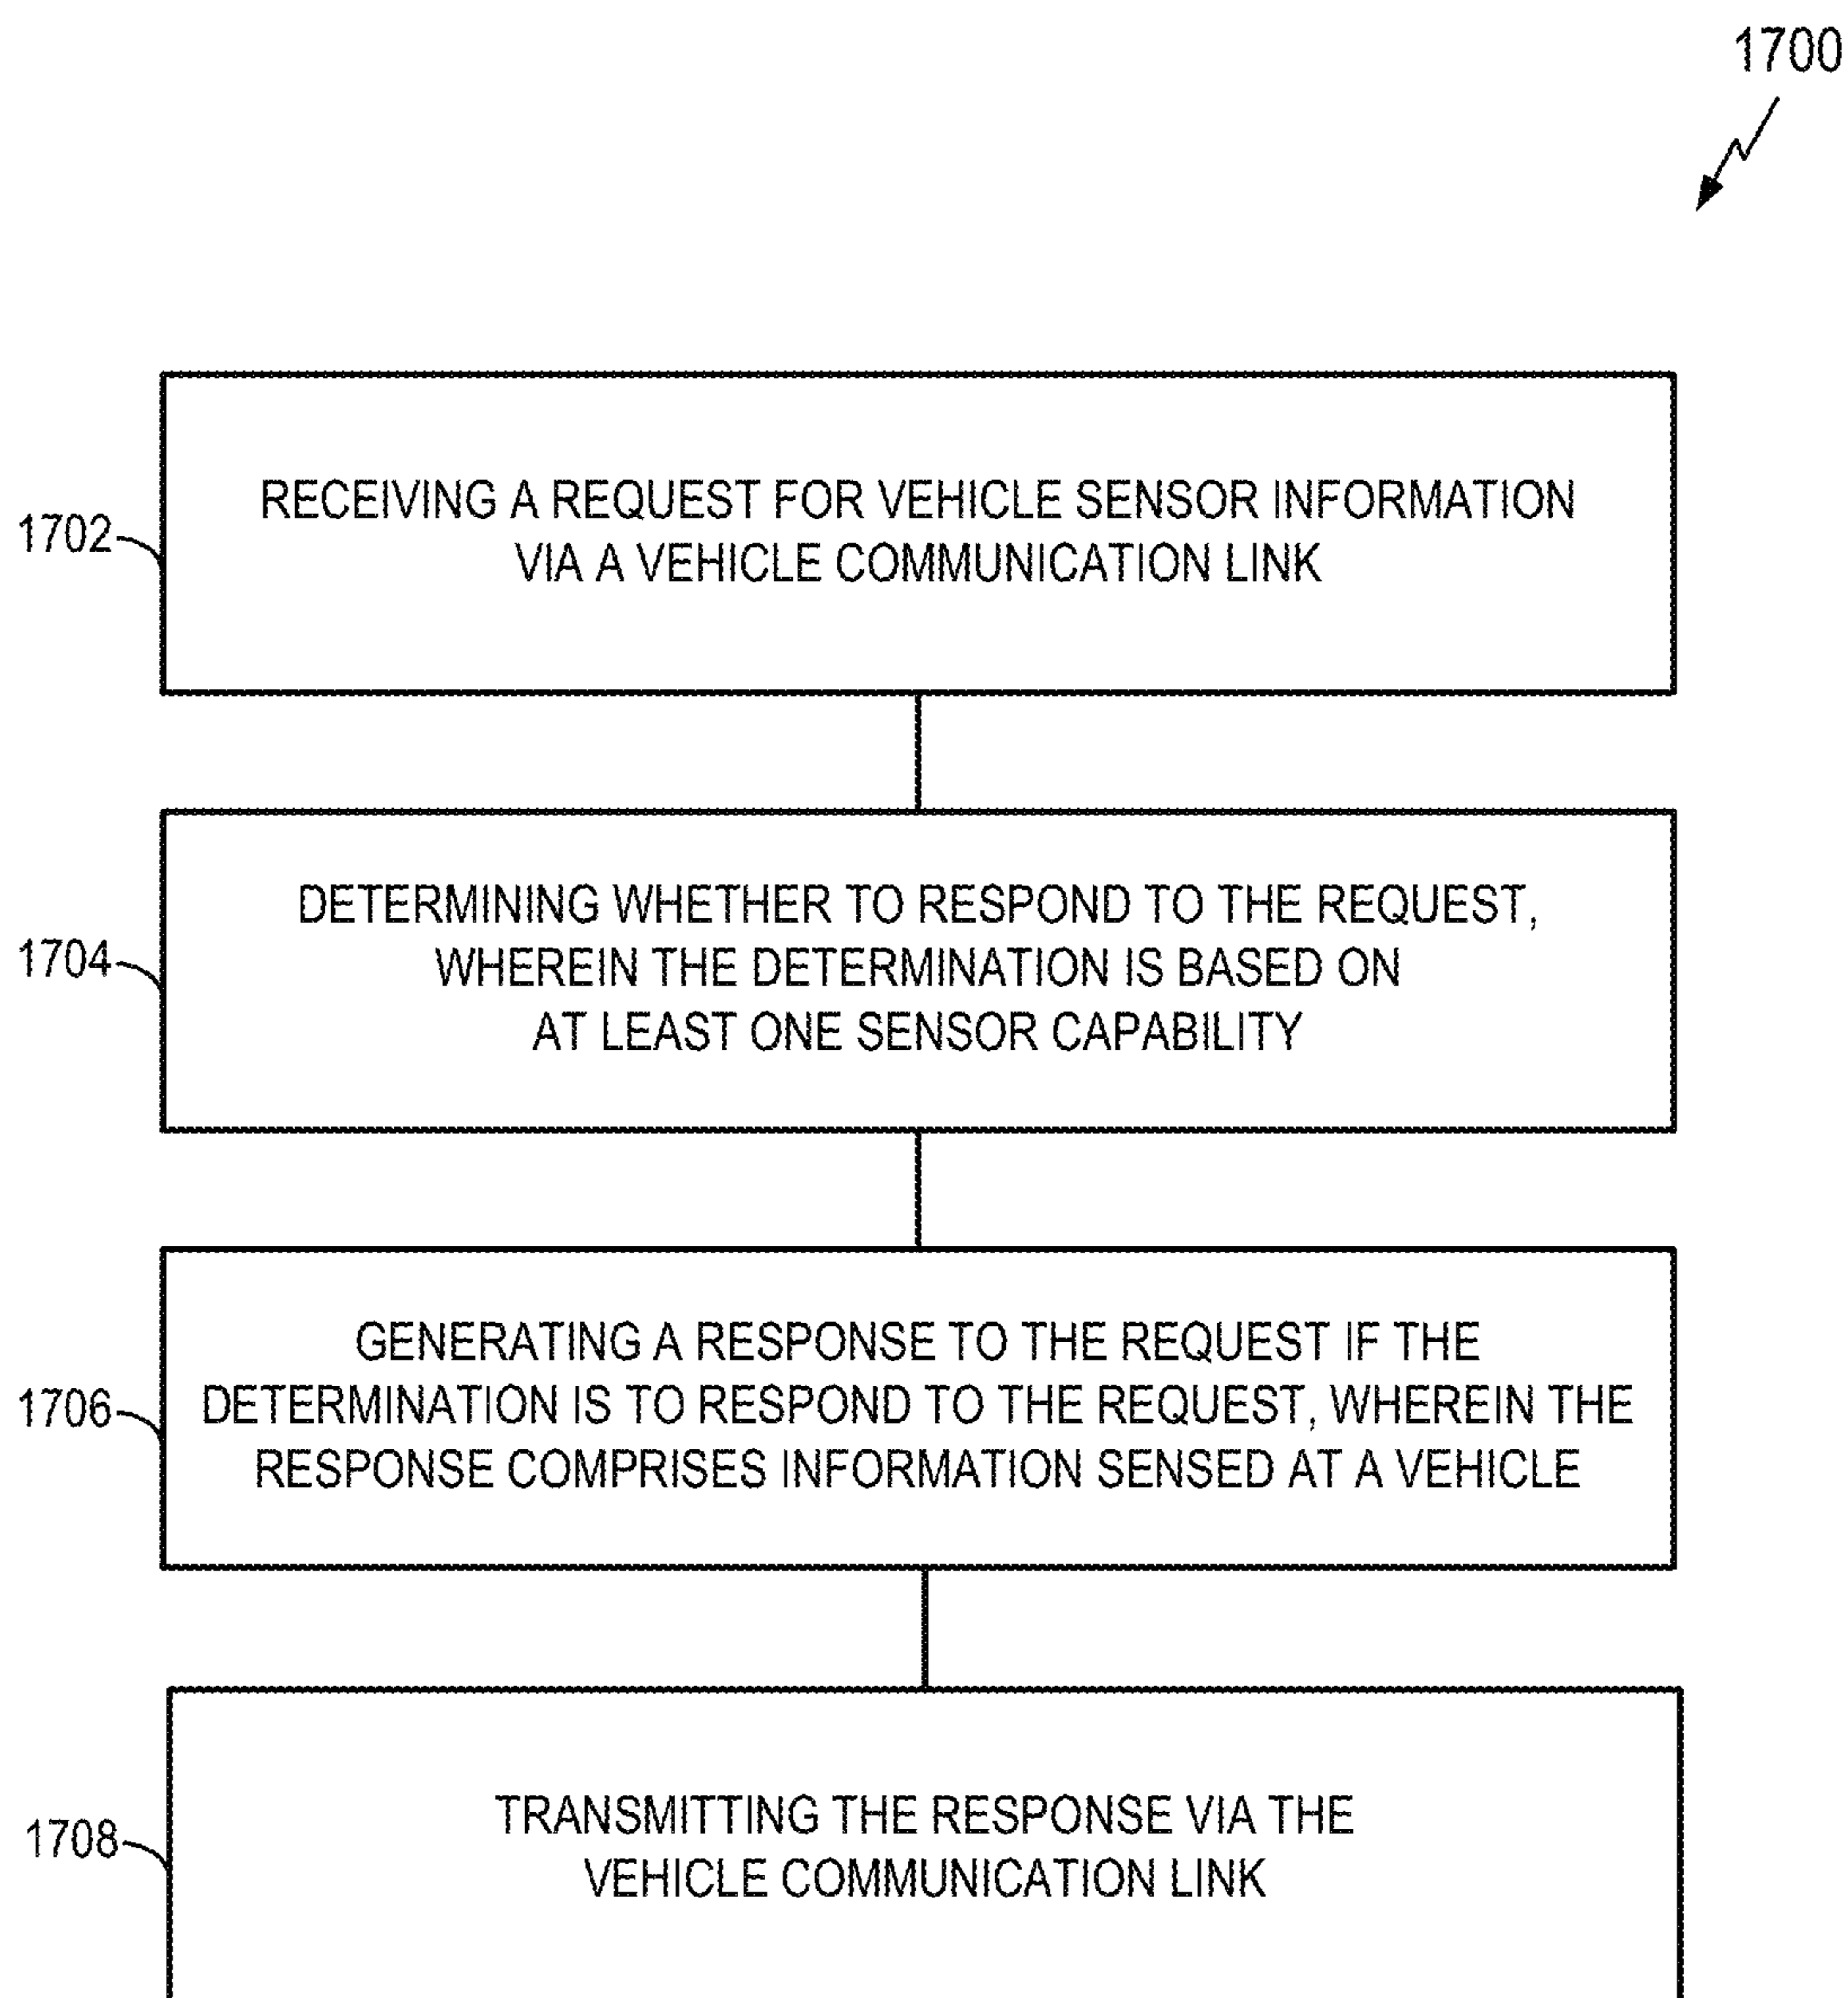 1700
1702
RECEIVING A REQUEST FOR VEHICLE SENSOR INFORMATION
VIA A VEHICLE COMMUNICATION LINK
1704
DETERMINING WHETHER TO RESPOND TO THE REQUEST,
WHEREIN THE DETERMINATION IS BASED ON
AT LEAST ONE SENSOR CAPABILITY
1706
GENERATING A RESPONSE TO THE REQUEST IF THE
DETERMINATION IS TO RESPOND TO THE REQUEST, WHEREIN THE
RESPONSE COMPRISES INFORMATION SENSED AT A VEHICLE
1708
TRANSMITTING THE RESPONSE VIA THE
VEHICLE COMMUNICATION LINK